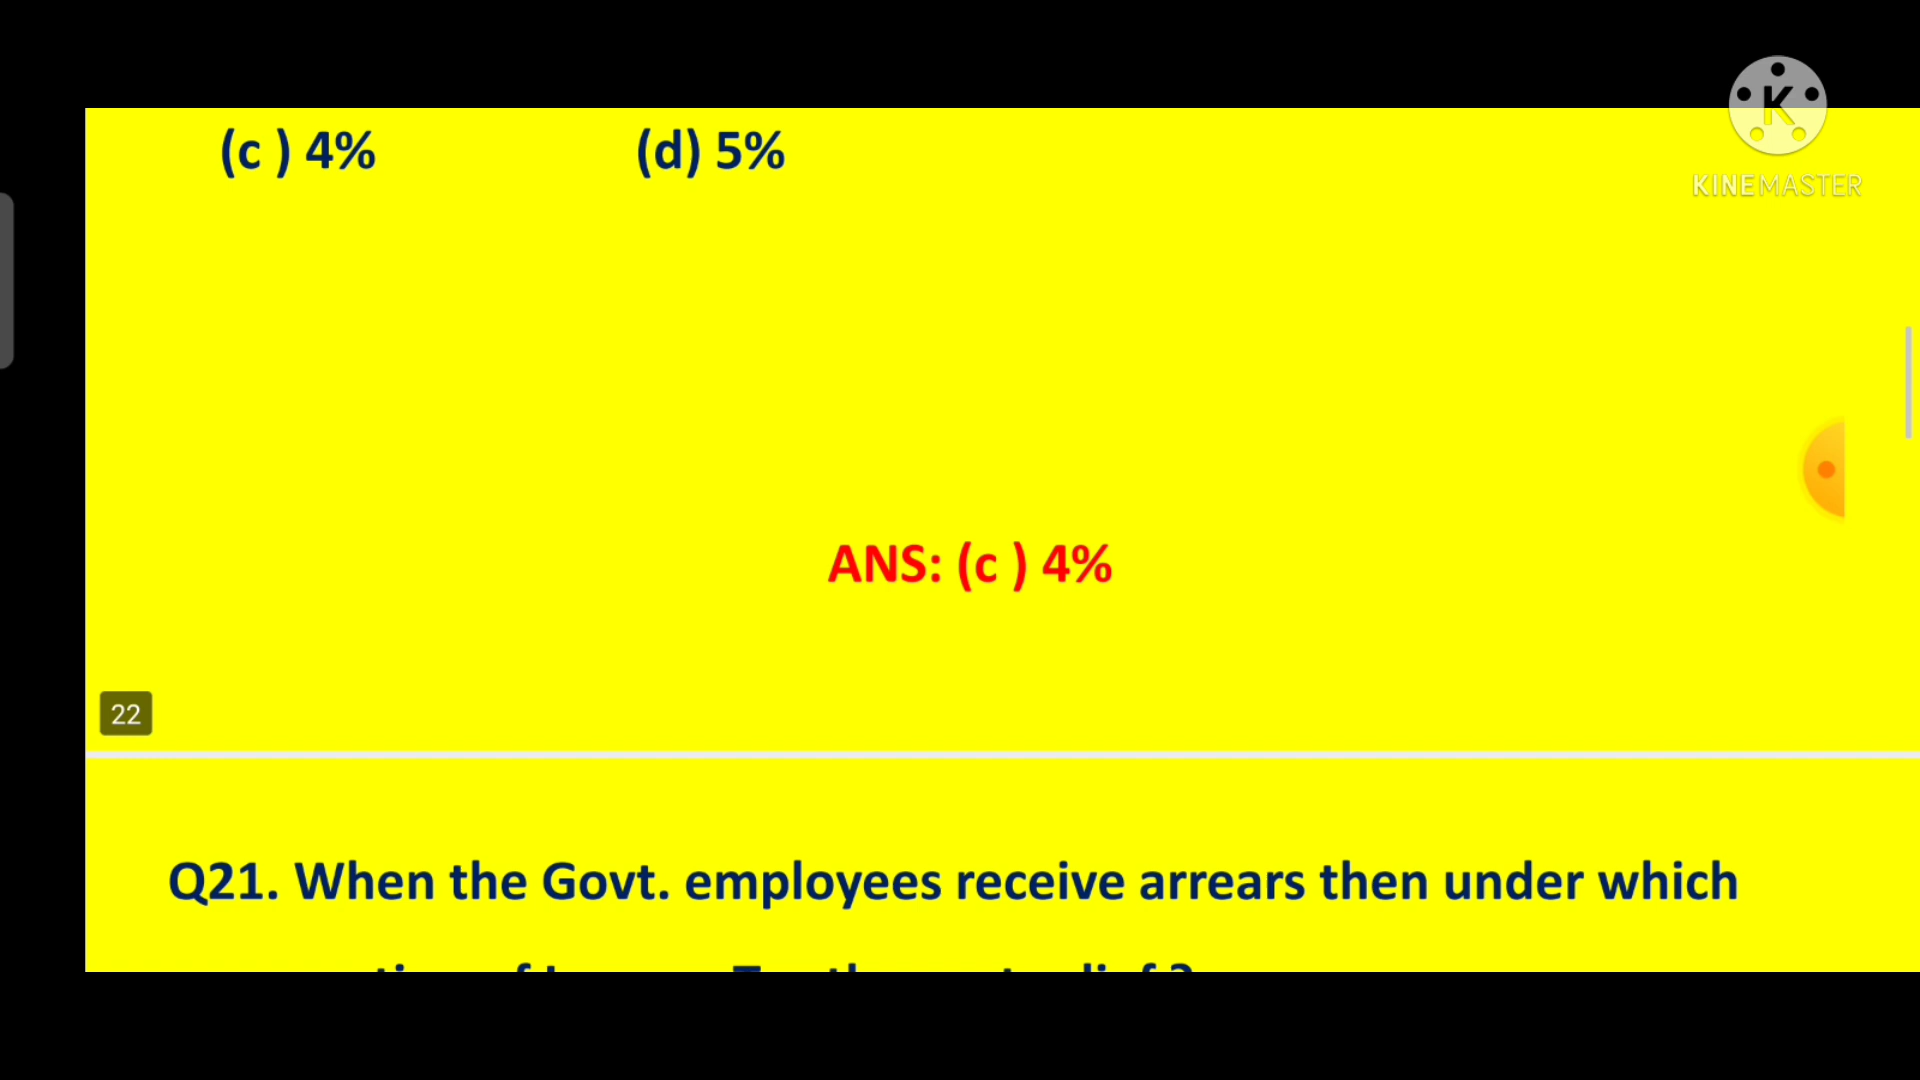 (c ) 4% (d) 5%
KINEMASTER
ANS: (c ) 4%
22
Q21. When the Govt. employees receive arrears then under which